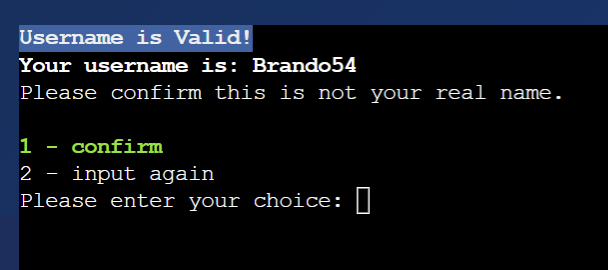 Username is Valid!
Your username is: Brando54
Please confirm this is not your real name.
1 - confirm
2 - input again
Please enter your choice: